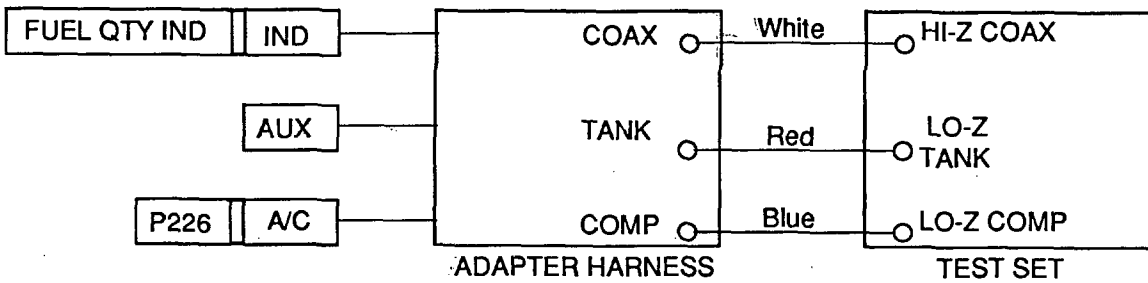 FUEL QTY IND IND
COAX White HI-Z COAX
AUX
TANK Red LO-Z
TANK
P226 A/C
COMP Blue LO-Z COMP
ADAPTER HARNESS
TEST SET